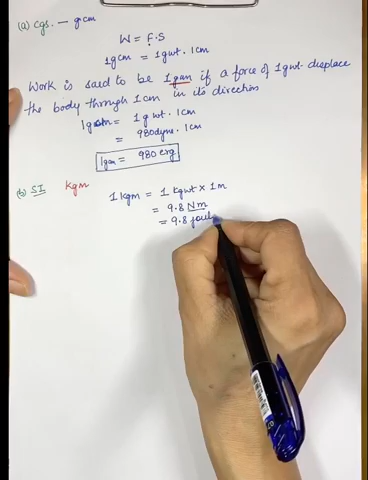 (a) cgs. — gcm
W = F.S
1gcm = 1gwt. 1cm
Work is said to be 1gcm if a force of 1gwt. displace
the body through 1cm in its direction
1gcm = 1g wt. 1cm
= 980dyne. 1cm
1gcm = 980 erg
(b) SI Kgm
1 kgm = 1 Kgwt x 1m
= 9.8 Nm
= 9.8 joule